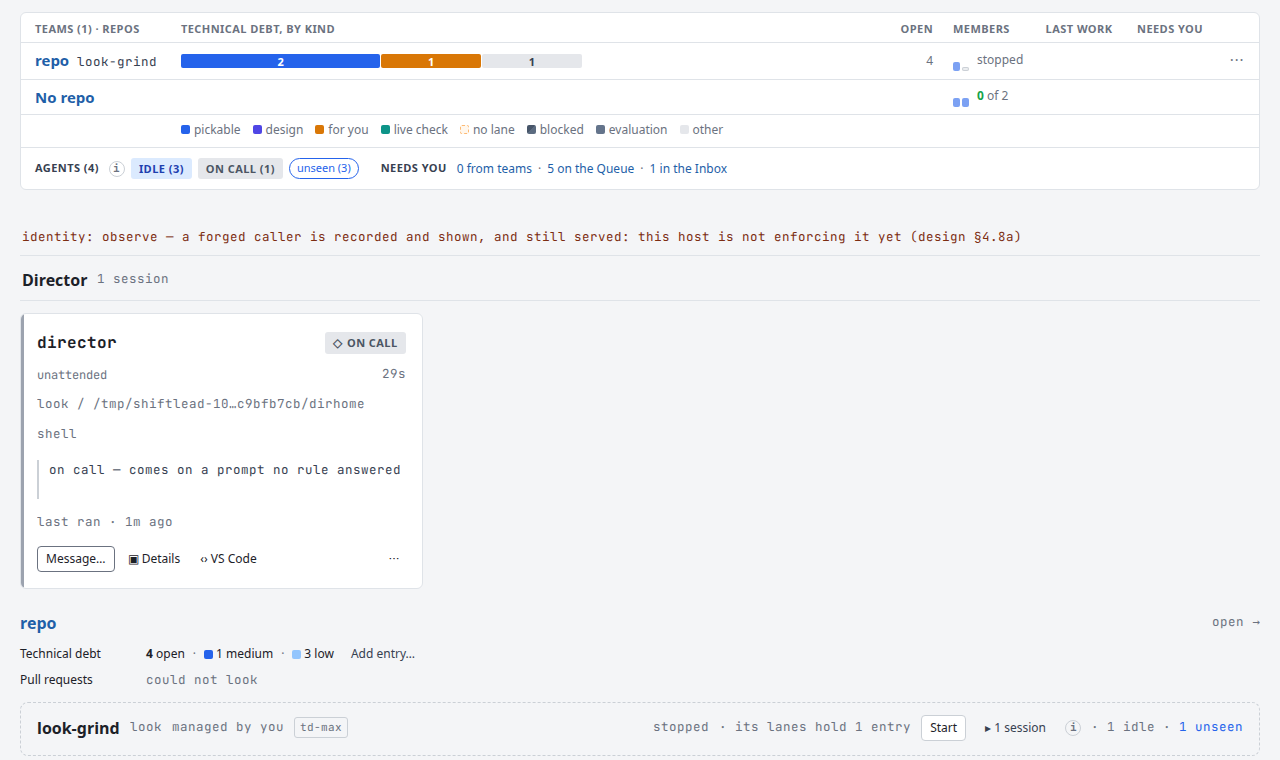 TEAMS (1) · REPOS TECHNICAL DEBT, BY KIND OPEN MEMBERS LAST WORK NEEDS YOU
repo look-grind 2 1 1 4 stopped ···
No repo 0 of 2
pickable design for you live check no lane blocked evaluation other
AGENTS (4) i IDLE (3) ON CALL (1) unseen (3) NEEDS YOU 0 from teams · 5 on the Queue · 1 in the Inbox
identity: observe — a forged caller is recorded and shown, and still served: this host is not enforcing it yet (design §4.8a)
Director 1 session
director ◇ ON CALL
unattended 29s
look / /tmp/shiftlead-10…c9bfb7cb/dirhome
shell
on call — comes on a prompt no rule answered
last ran · 1m ago
Message… ▣ Details ‹› VS Code ···
repo open →
Technical debt 4 open · 1 medium · 3 low Add entry…
Pull requests could not look
look-grind look managed by you td-max stopped · its lanes hold 1 entry Start ▸ 1 session i · 1 idle · 1 unseen